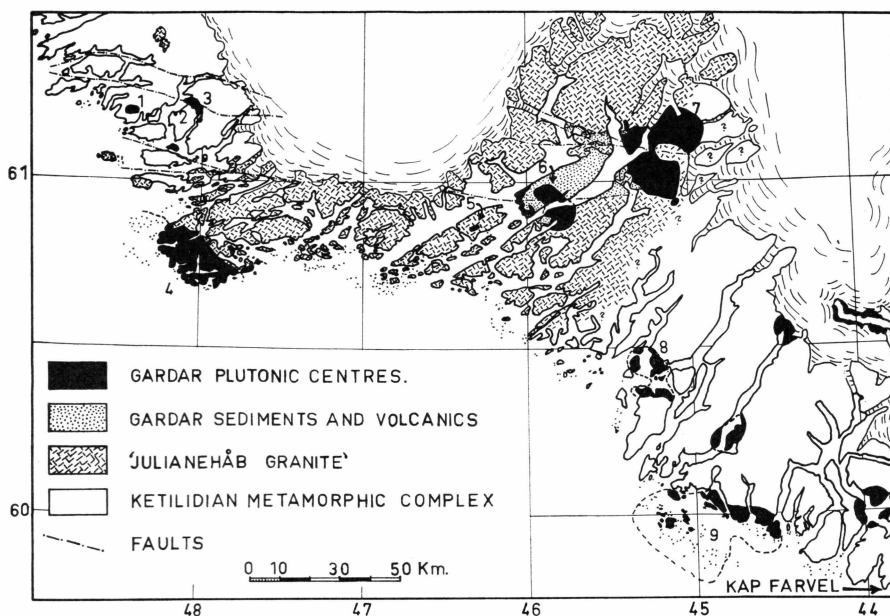 1
2
3
7
61
6
5
4
8
GARDAR PLUTONIC CENTRES.
GARDAR SEDIMENTS AND VOLCANICS
'JULIANEHÅB GRANITE'
KETILIDIAN METAMORPHIC COMPLEX
60
FAULTS
9
0 10 30 50 Km.
KAP FARVEL
48 47 46 45 44
? ? ? ? ? ? ?